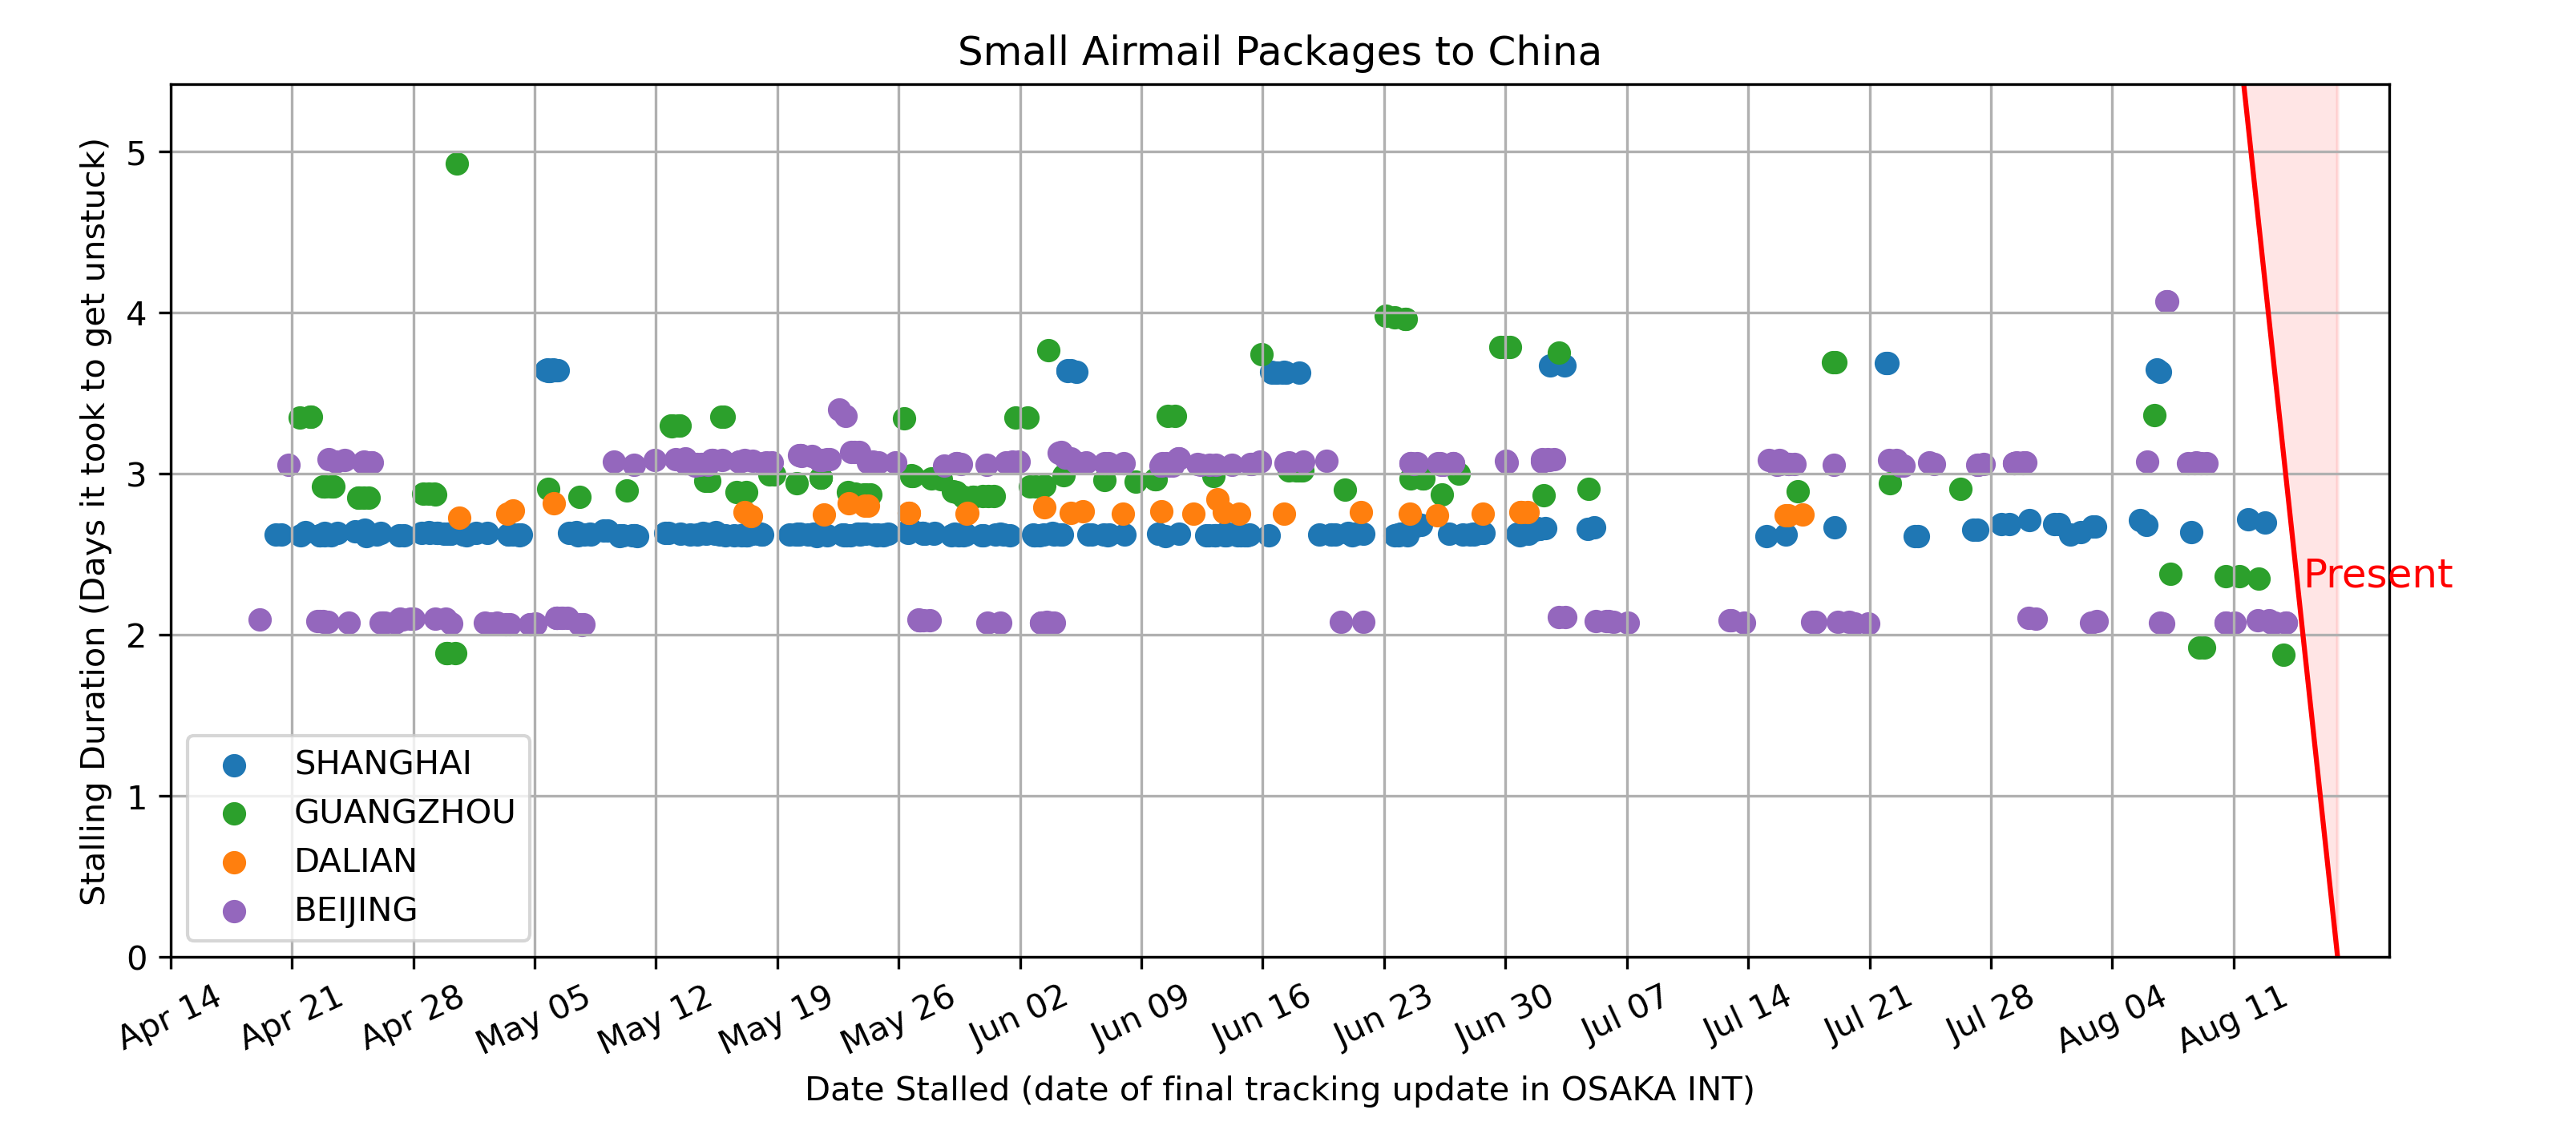 Small Airmail Packages to China
Stalling Duration (Days it took to get unstuck)
5
4
3
2
1
0
Present
SHANGHAI
GUANGZHOU
DALIAN
BEIJING
Apr 14
Apr 21
Apr 28
May 05
May 12
May 19
May 26
Jun 02
Jun 09
Jun 16
Jun 23
Jun 30
Jul 07
Jul 14
Jul 21
Jul 28
Aug 04
Aug 11
Date Stalled (date of final tracking update in OSAKA INT)